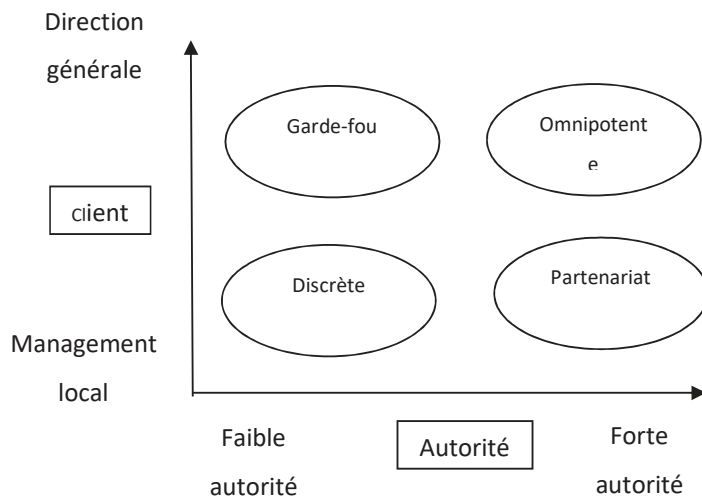 Direction
générale
Garde-fou
Omnipotent
e
client
Discrète
Partenariat
Management
local
Faible
autorité
Autorité
Forte
autorité